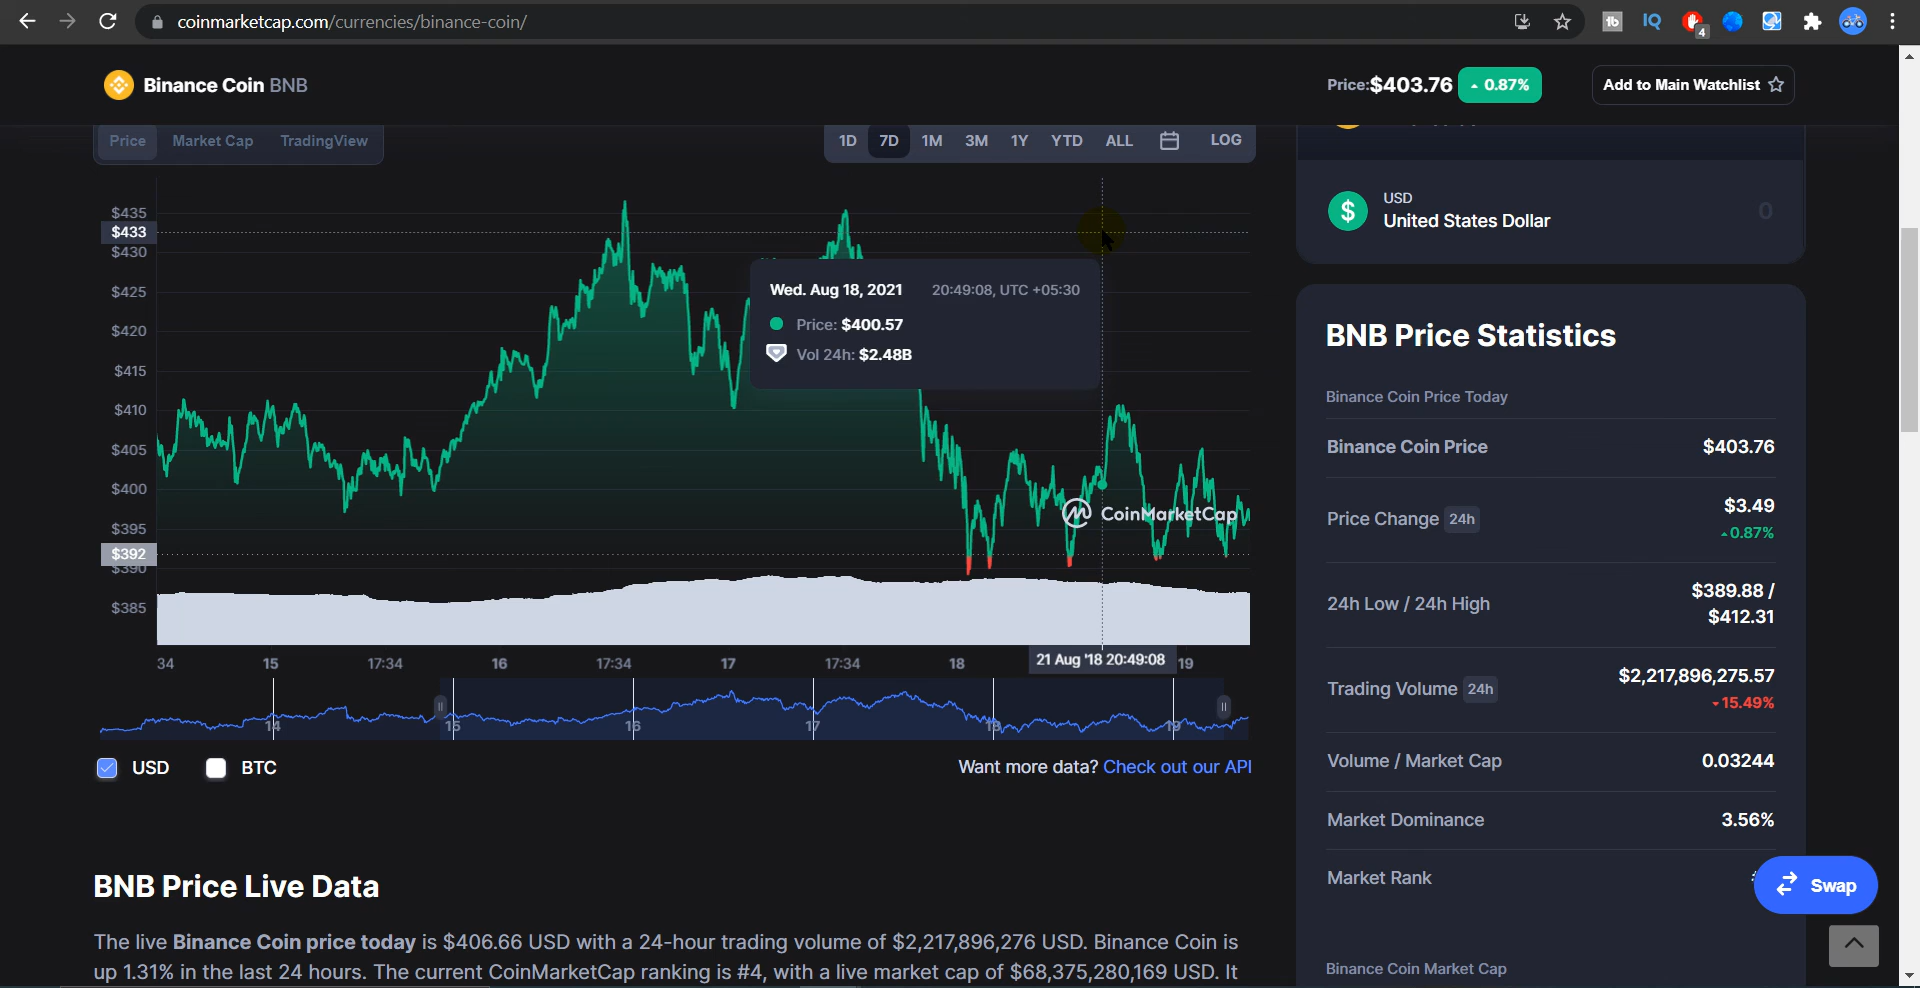 coinmarketcap.com/currencies/binance-coin/
4
Binance Coin BNB
Price:$403.76
0.87%
Add to Main Watchlist
Price Market Cap TradingView
1D 7D 1M 3M 1Y YTD ALL LOG
$435
$433
$430
$425
$420
$415
$410
$405
$400
$395
$392
$390
$385
Wed. Aug 18, 2021 20:49:08, UTC +05:30
Price: $400.57
Vol 24h: $2.48B
CoinMarketCap
34 15 17:34 16 17:34 17 17:34 18 21 Aug '18 20:49:08 19
14 15 16 17 18 19
USD BTC
Want more data? Check out our API
BNB Price Live Data
The live Binance Coin price today is $406.66 USD with a 24-hour trading volume of $2,217,896,276 USD. Binance Coin is
up 1.31% in the last 24 hours. The current CoinMarketCap ranking is #4, with a live market cap of $68,375,280,169 USD. It
USD
United States Dollar
0
BNB Price Statistics
Binance Coin Price Today
Binance Coin Price $403.76
Price Change 24h $3.49
0.87%
24h Low / 24h High $389.88 /
$412.31
Trading Volume 24h $2,217,896,275.57
15.49%
Volume / Market Cap 0.03244
Market Dominance 3.56%
Market Rank
Swap
Binance Coin Market Cap